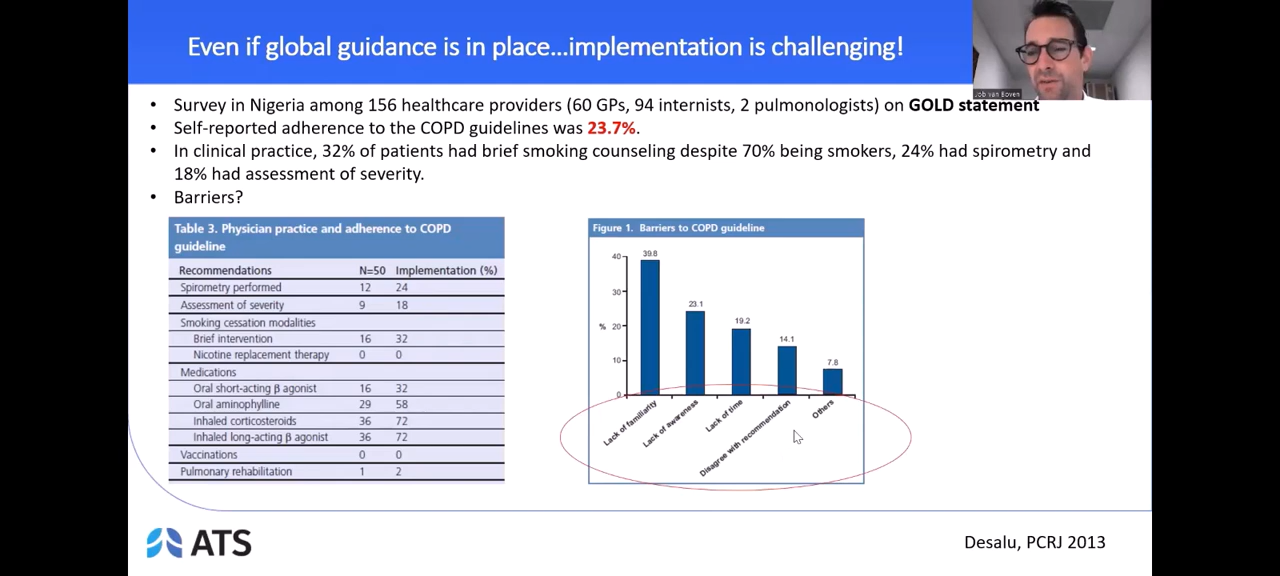 Even if global guidance is in place...implementation is challenging!
Job van Boven
• Survey in Nigeria among 156 healthcare providers (60 GPs, 94 internists, 2 pulmonologists) on GOLD statement
• Self-reported adherence to the COPD guidelines was 23.7%.
• In clinical practice, 32% of patients had brief smoking counseling despite 70% being smokers, 24% had spirometry and
18% had assessment of severity.
• Barriers?
Table 3. Physician practice and adherence to COPD
guideline
Recommendations N=50 Implementation (%)
Spirometry performed 12 24
Assessment of severity 9 18
Smoking cessation modalities
Brief intervention 16 32
Nicotine replacement therapy 0 0
Medications
Oral short-acting β agonist 16 32
Oral aminophylline 29 58
Inhaled corticosteroids 36 72
Inhaled long-acting β agonist 36 72
Vaccinations 0 0
Pulmonary rehabilitation 1 2
Figure 1. Barriers to COPD guideline
%
40
30
20
10
0
39.8
23.1
19.2
14.1
7.8
Lack of familiarity
Lack of awareness
Lack of time
Disagree with recommendation
Others
ATS
Desalu, PCRJ 2013